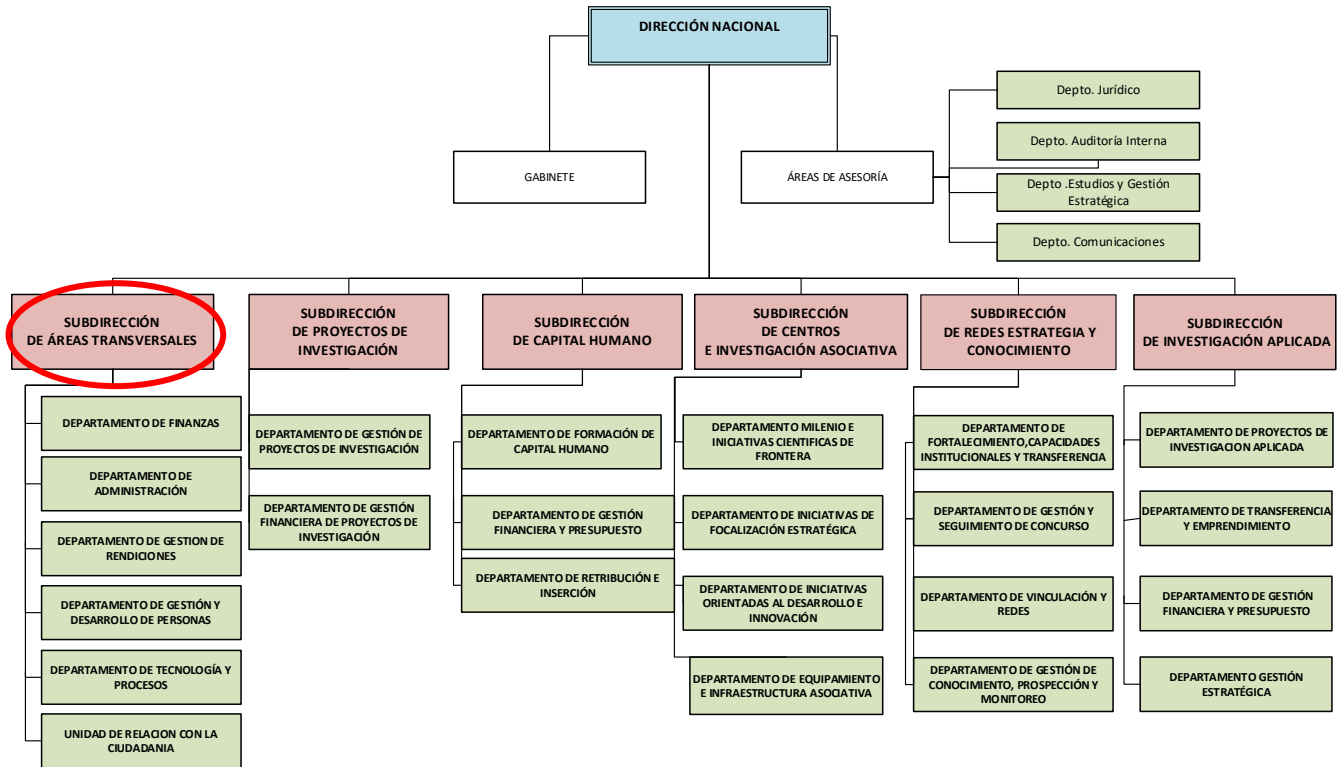 DIRECCIÓN NACIONAL
GABINETE
ÁREAS DE ASESORÍA
Depto. Jurídico
Depto. Auditoría Interna
Depto .Estudios y Gestión
Estratégica
Depto. Comunicaciones
SUBDIRECCIÓN
DE ÁREAS TRANSVERSALES
DEPARTAMENTO DE FINANZAS
DEPARTAMENTO DE
ADMINISTRACIÓN
DEPARTAMENTO DE GESTION DE
RENDICIONES
DEPARTAMENTO DE GESTIÓN Y
DESARROLLO DE PERSONAS
DEPARTAMENTO DE TECNOLOGÍA Y
PROCESOS
UNIDAD DE RELACION CON LA
CIUDADANIA
SUBDIRECCIÓN
DE PROYECTOS DE
INVESTIGACIÓN
DEPARTAMENTO DE GESTIÓN DE
PROYECTOS DE INVESTIGACIÓN
DEPARTAMENTO DE GESTIÓN
FINANCIERA DE PROYECTOS DE
INVESTIGACIÓN
SUBDIRECCIÓN
DE CAPITAL HUMANO
DEPARTAMENTO DE FORMACIÓN DE
CAPITAL HUMANO
DEPARTAMENTO DE GESTIÓN
FINANCIERA Y PRESUPUESTO
DEPARTAMENTO DE RETRIBUCIÓN E
INSERCIÓN
SUBDIRECCIÓN
DE CENTROS
E INVESTIGACIÓN ASOCIATIVA
DEPARTAMENTO MILENIO E
INICIATIVAS CIENTIFICAS DE
FRONTERA
DEPARTAMENTO DE INICIATIVAS DE
FOCALIZACIÓN ESTRATÉGICA
DEPARTAMENTO DE INICIATIVAS
ORIENTADAS AL DESARROLLO E
INNOVACIÓN
DEPARTAMENTO DE EQUIPAMIENTO
E INFRAESTRUCTURA ASOCIATIVA
SUBDIRECCIÓN
DE REDES ESTRATEGIA Y
CONOCIMIENTO
DEPARTAMENTO DE
FORTALECIMIENTO,CAPACIDADES
INSTITUCIONALES Y TRANSFERENCIA
DEPARTAMENTO DE GESTIÓN Y
SEGUIMIENTO DE CONCURSO
DEPARTAMENTO DE VINCULACIÓN Y
REDES
DEPARTAMENTO DE GESTIÓN DE
CONOCIMIENTO, PROSPECCIÓN Y
MONITOREO
SUBDIRECCIÓN
DE INVESTIGACIÓN APLICADA
DEPARTAMENTO DE PROYECTOS DE
INVESTIGACION APLICADA
DEPARTAMENTO DE TRANSFERENCIA
Y EMPRENDIMIENTO
DEPARTAMENTO DE GESTIÓN
FINANCIERA Y PRESUPUESTO
DEPARTAMENTO GESTIÓN
ESTRATÉGICA